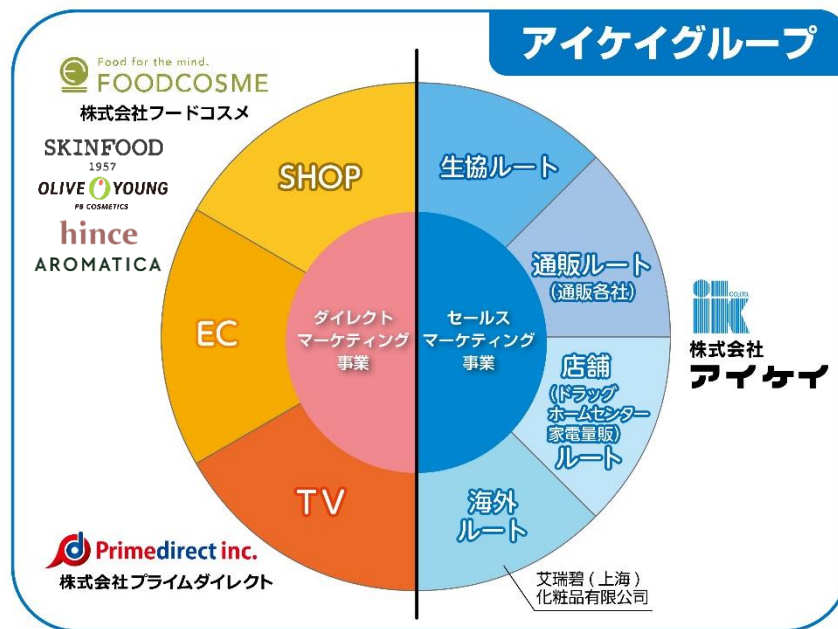 アイケイグループ
Food for the mind.
FOODCOSME
株式会社フードコスメ
SKINFOOD
1957
OLIVE YOUNG
PB COSMETICS
hince
AROMATICA
SHOP
EC
TV
ダイレクト
マーケティング
事業
セールス
マーケティング
事業
生協ルート
通販ルート
(通販各社)
店舗
(ドラッグ
ホームセンター
家電量販)
ルート
海外
ルート
CO.,LTD.
iik
株式会社
アイケイ
Primedirect inc.
株式会社プライムダイレクト
艾瑞碧(上海)
化粧品有限公司